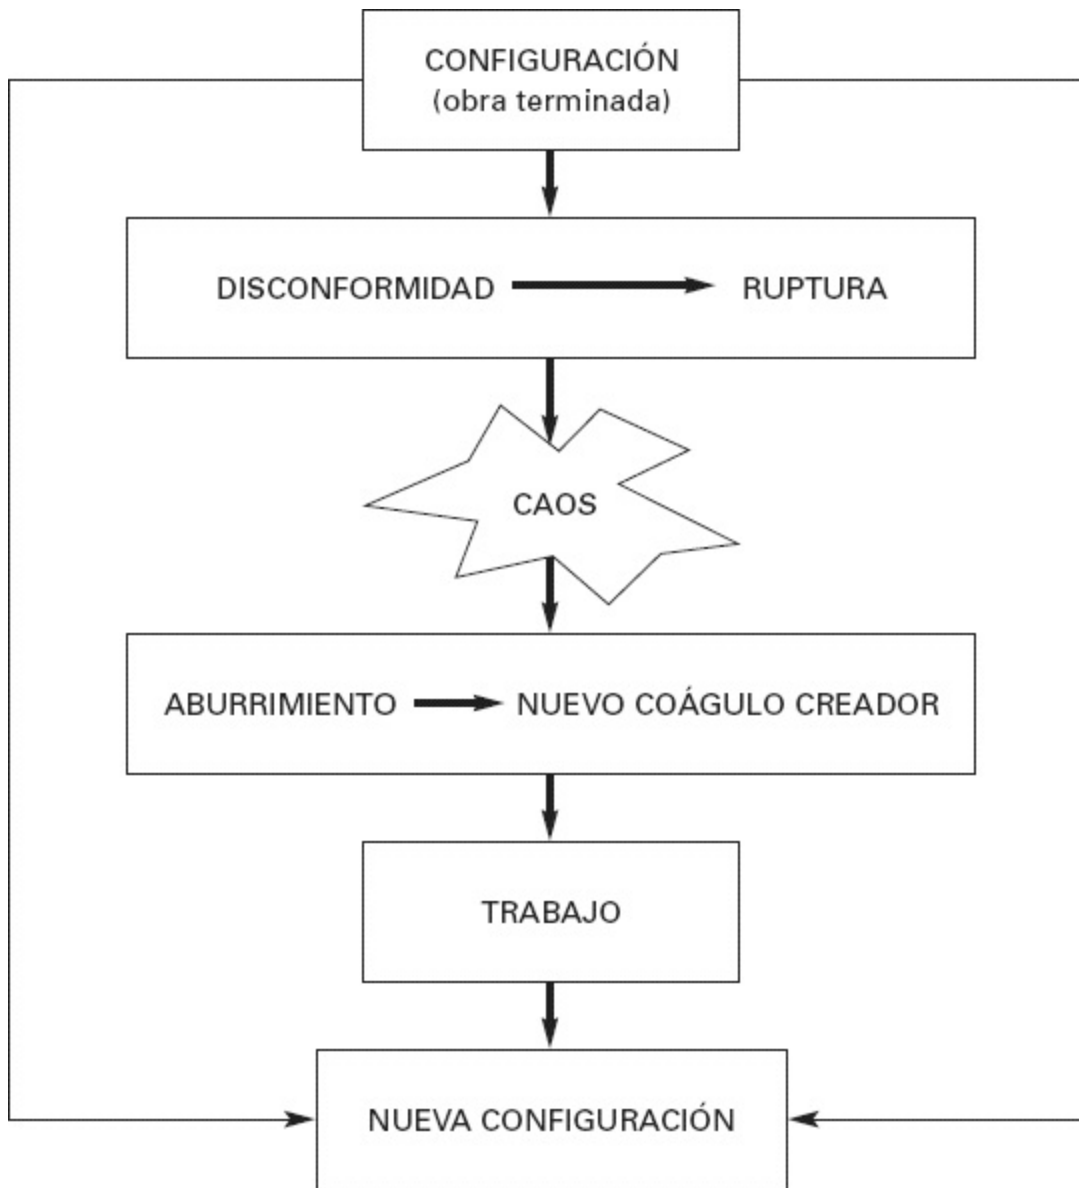 CONFIGURACIÓN
(obra terminada)
DISCONFORMIDAD RUPTURA
CAOS
ABURRIMIENTO NUEVO COÁGULO CREADOR
TRABAJO
NUEVA CONFIGURACIÓN